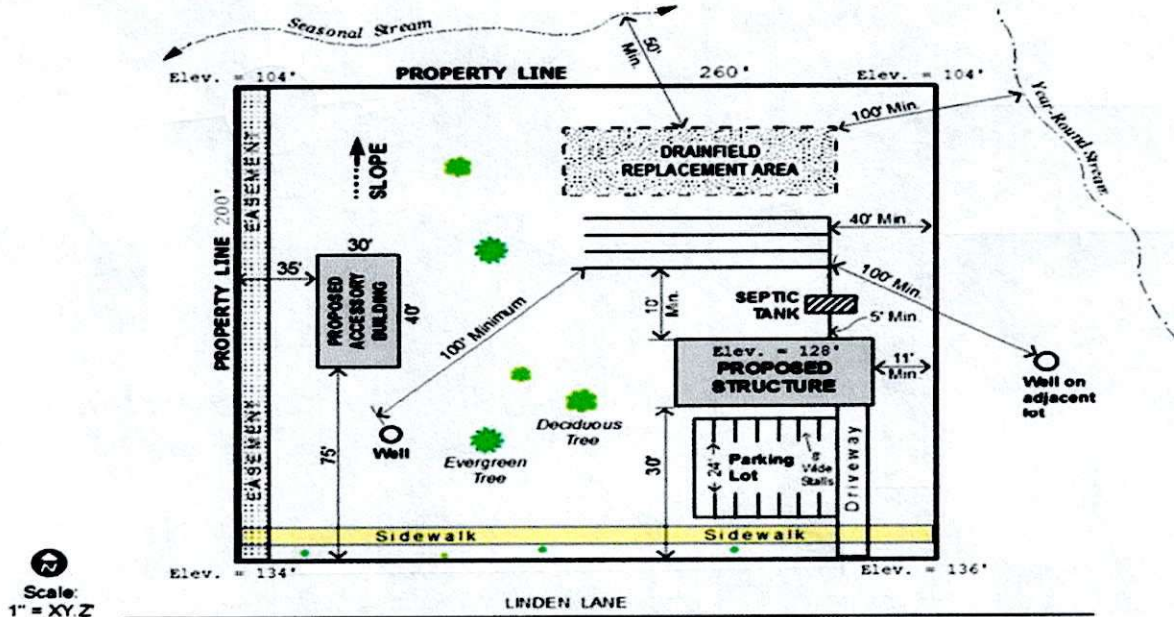 Seasonal Stream
50' Min.
Elev. = 104'
PROPERTY LINE 260'
Elev. = 104'
100' Min.
Year-Round Stream
EASEMENT
SLOPE
DRAINFIELD
REPLACEMENT AREA
PROPERTY LINE 200'
40' Min.
30'
35'
PROPOSED
ACCESSORY
BUILDING
40'
100' Minimum
10' Min.
SEPTIC
TANK
100' Min.
5' Min.
Elev. = 128'
PROPOSED
STRUCTURE
11'
Min
Well on
adjacent
lot
EASEMENT
75'
Well
Deciduous
Tree
Evergreen
Tree
30'
24'
Parking
Lot
8'
Wide
Stalls
Driveway
Sidewalk
Sidewalk
N
Elev. = 134'
Elev. = 136'
Scale:
1" = XY.Z'
LINDEN LANE